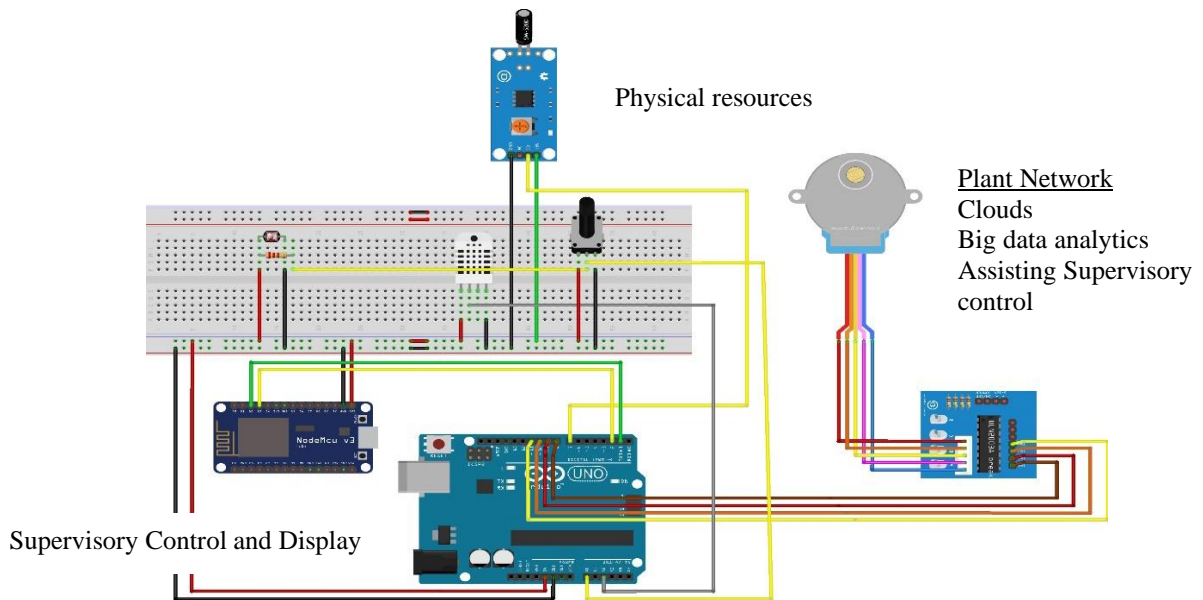 Physical resources
Plant Network
Clouds
Big data analytics
Assisting Supervisory
control
NodeMcu v3
UNO
Supervisory Control and Display